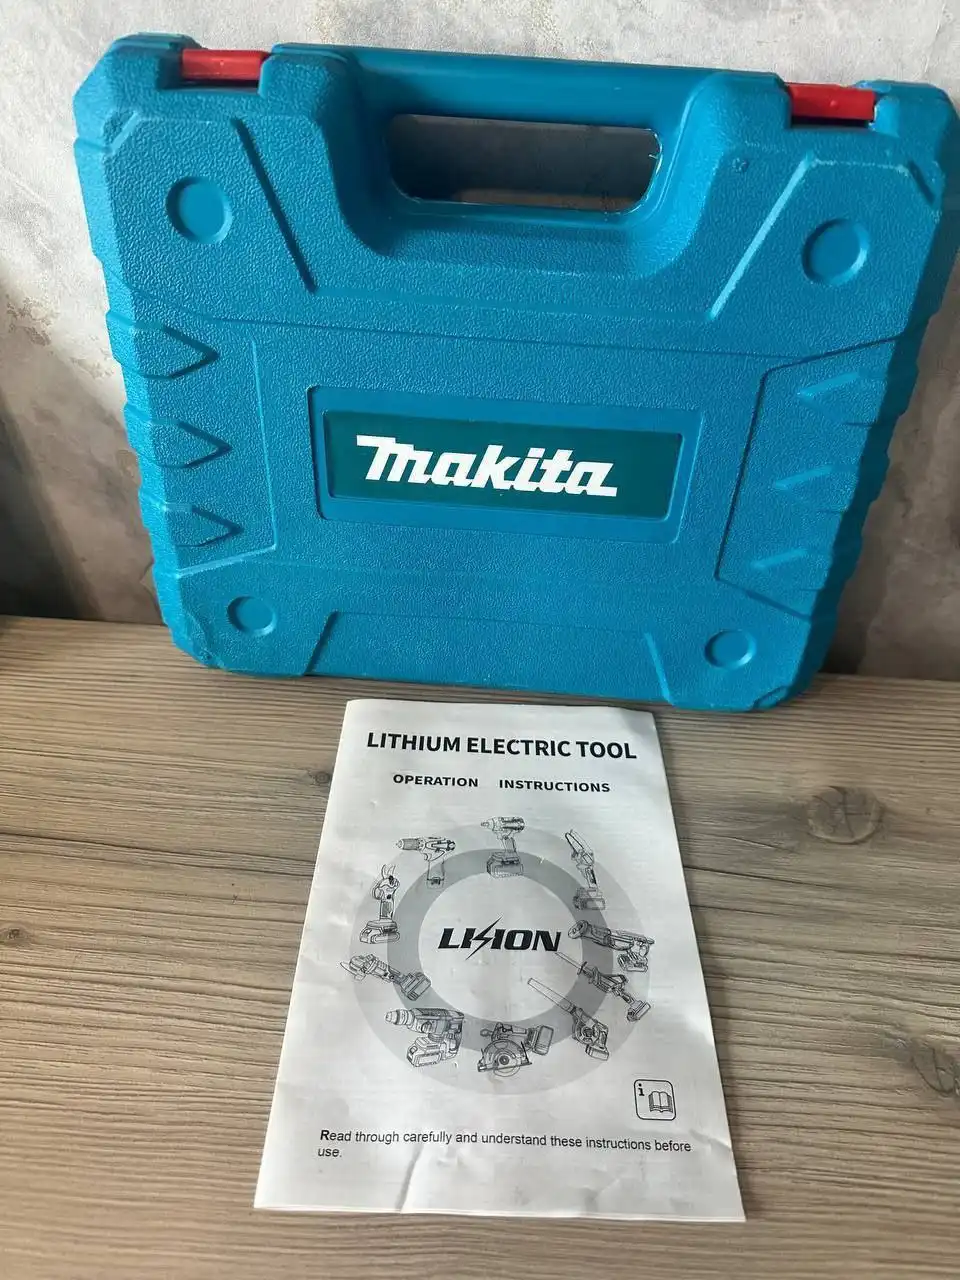 makita
LITHIUM ELECTRIC TOOL
OPERATION INSTRUCTIONS
LI-ION
i
Read through carefully and understand these instructions before
use.